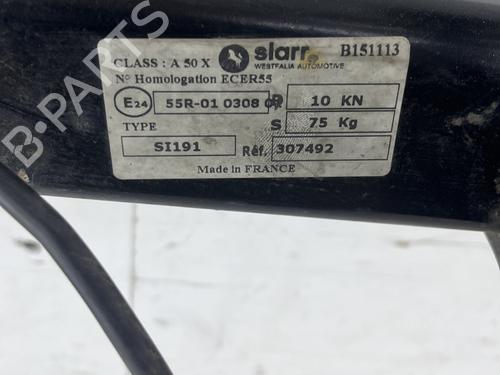 CLASS : A 50 X siarr B151113
WESTFALIA AUTOMOTIVE
N° Homologation ECER55
E24 55R-01 0308 D 10 KN
TYPE S 75 Kg
SI191 Réf. 307492
Made in FRANCE
B-PARTS